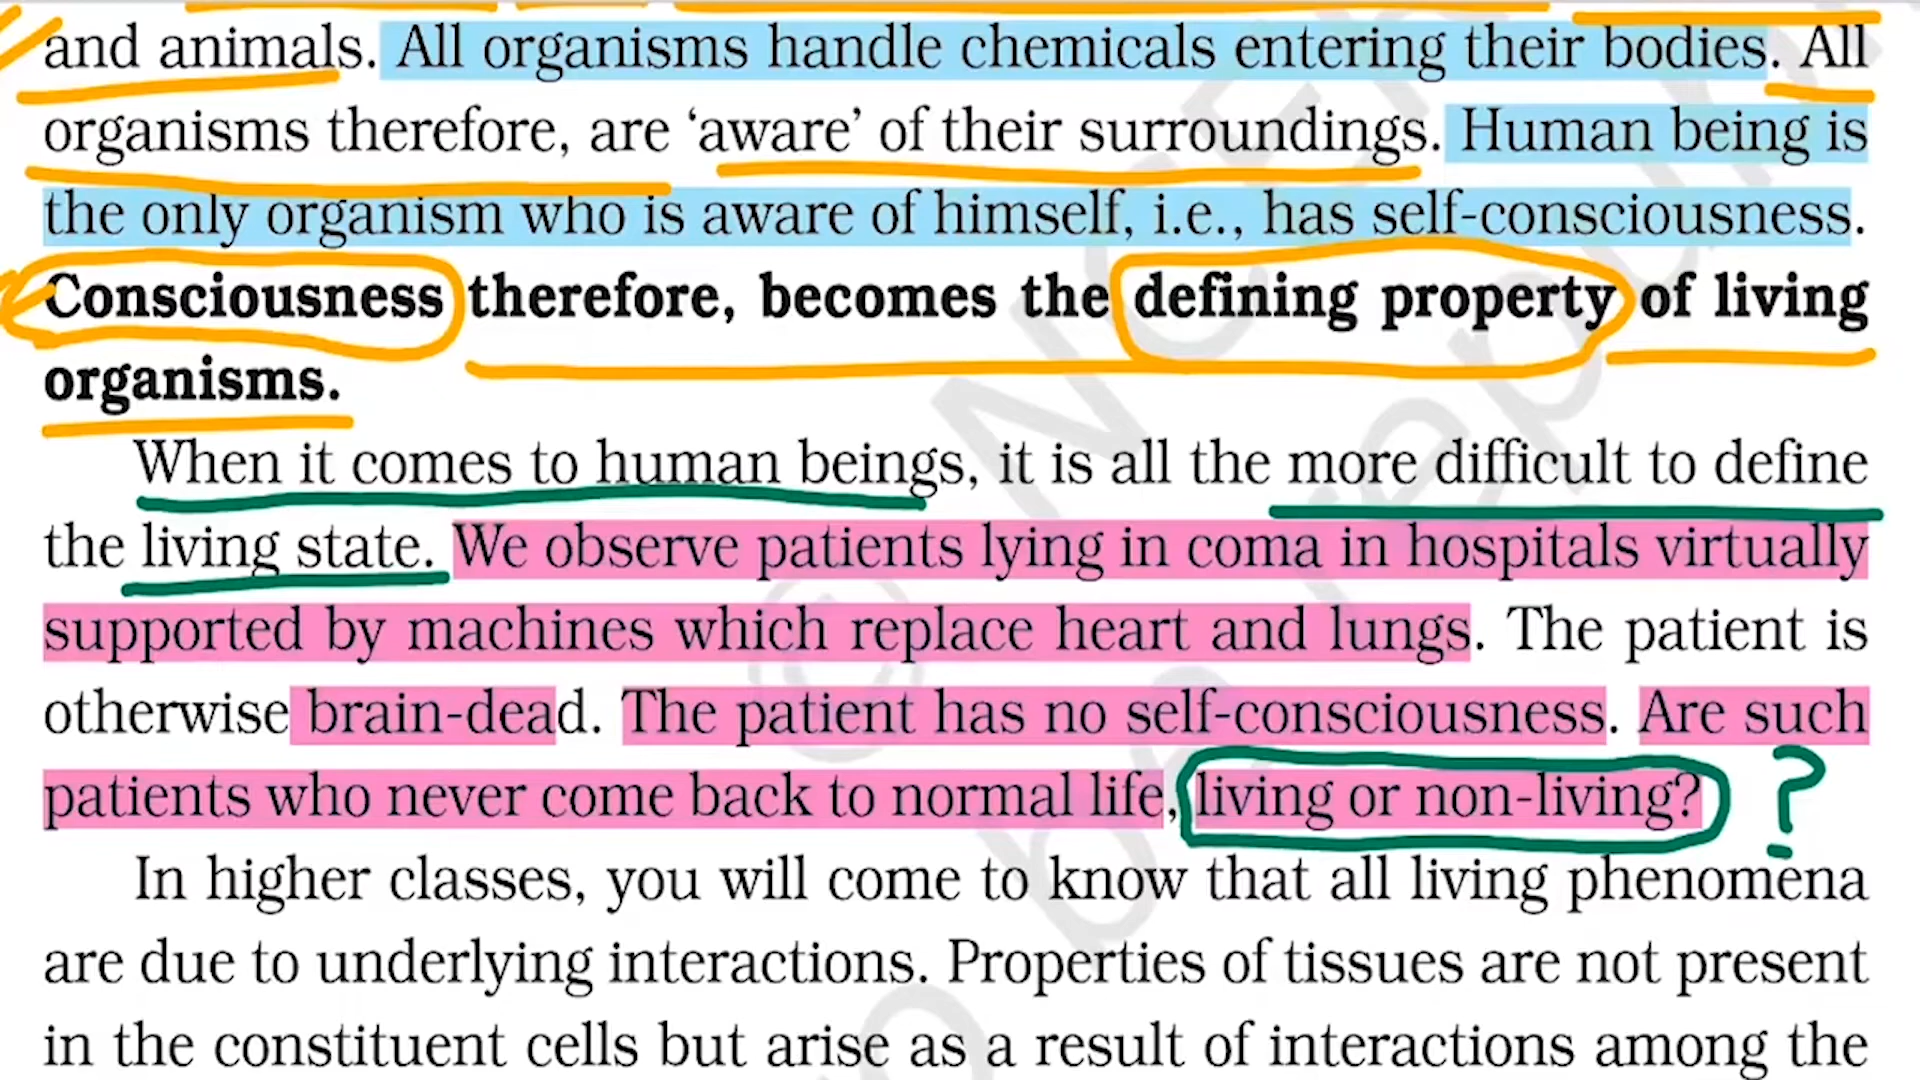 and animals. All organisms handle chemicals entering their bodies. All
organisms therefore, are ‘aware’ of their surroundings. Human being is
the only organism who is aware of himself, i.e., has self-consciousness.
Consciousness therefore, becomes the defining property of living
organisms.
When it comes to human beings, it is all the more difficult to define
the living state. We observe patients lying in coma in hospitals virtually
supported by machines which replace heart and lungs. The patient is
otherwise brain-dead. The patient has no self-consciousness. Are such
patients who never come back to normal life, living or non-living? ?
In higher classes, you will come to know that all living phenomena
are due to underlying interactions. Properties of tissues are not present
in the constituent cells but arise as a result of interactions among the